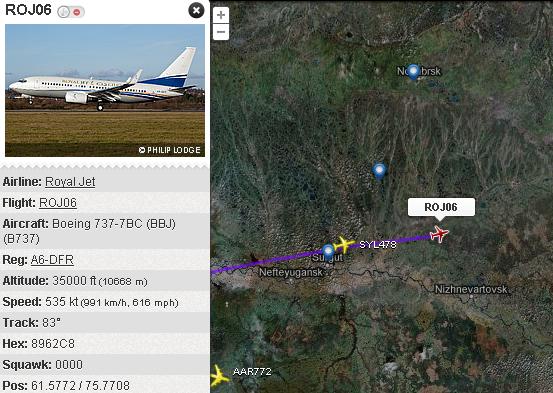 ROJ06
ROYAL JET
© PHILIP LODGE
Airline: Royal Jet
Flight: ROJ06
Aircraft: Boeing 737-7BC (BBJ)
(B737)
Reg: A6-DFR
Altitude: 35000 ft (10668 m)
Speed: 535 kt (991 km/h, 616 mph)
Track: 83°
Hex: 8962C8
Squawk: 0000
Pos: 61.5772 / 75.7708
+
−
ROJ06
SYL478
Surgut
Nefteyugansk
Nizhnevartovsk
AAR772